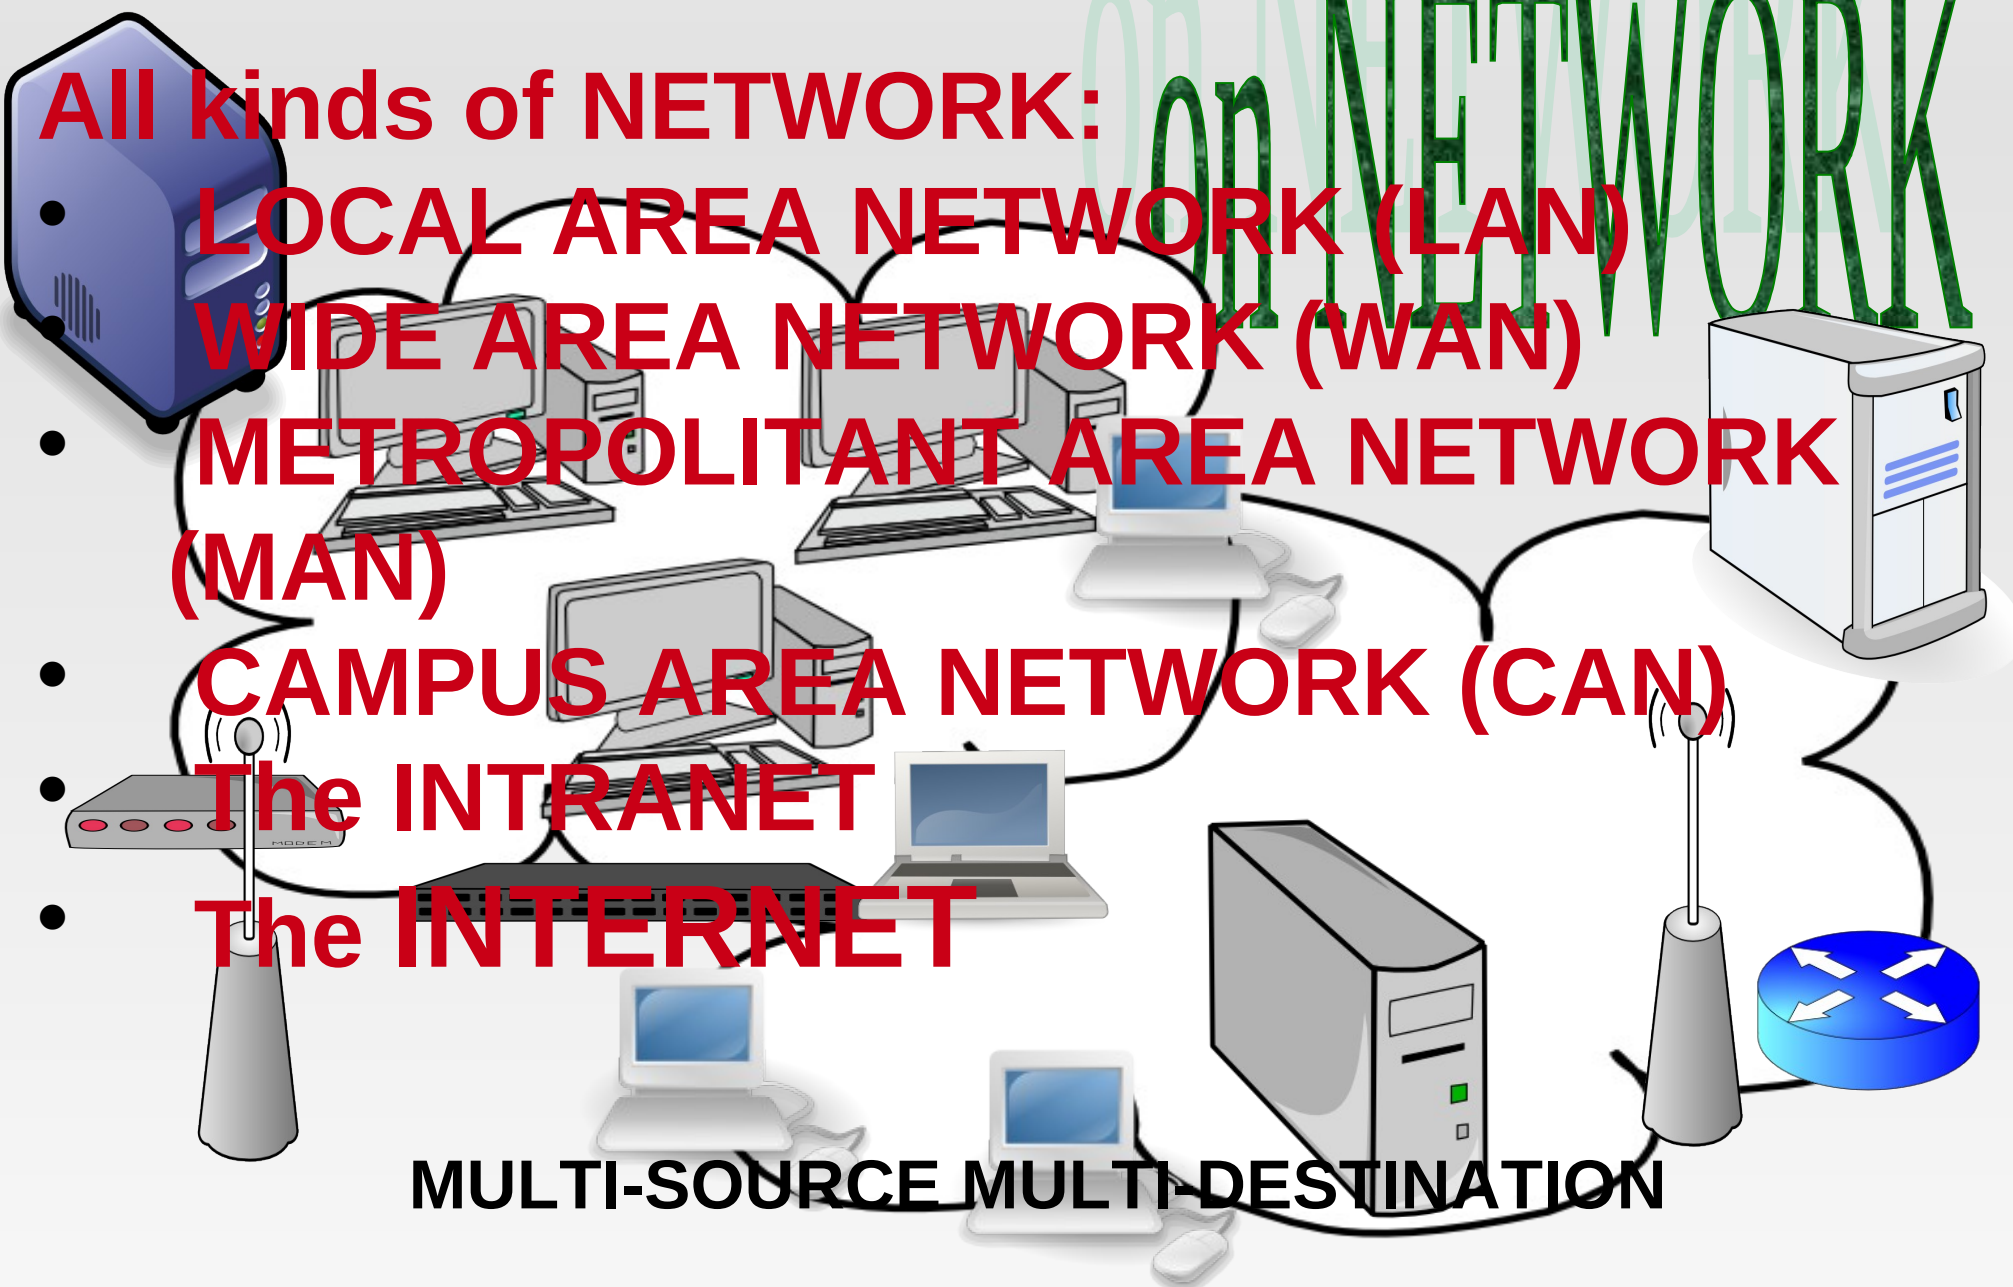 on NETWORK
All kinds of NETWORK:
• LOCAL AREA NETWORK (LAN)
• WIDE AREA NETWORK (WAN)
• METROPOLITANT AREA NETWORK
(MAN)
• CAMPUS AREA NETWORK (CAN)
• The INTRANET
• The INTERNET
MODEM
MULTI-SOURCE MULTI-DESTINATION